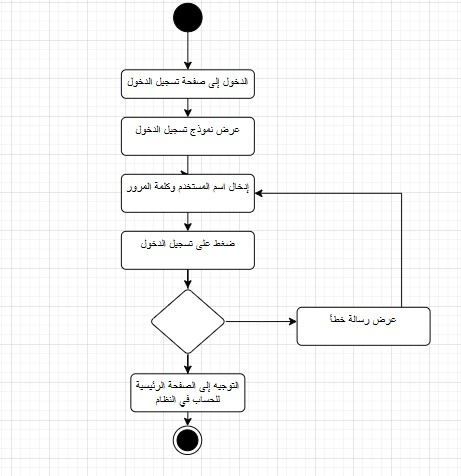 الدخول إلى صفحة تسجيل الدخول
عرض نموذج تسجيل الدخول
إدخال اسم المستخدم وكلمة المرور
ضغط على تسجيل الدخول
عرض رسالة خطأ
التوجيه إلى الصفحة الرئيسية
للحساب في النظام